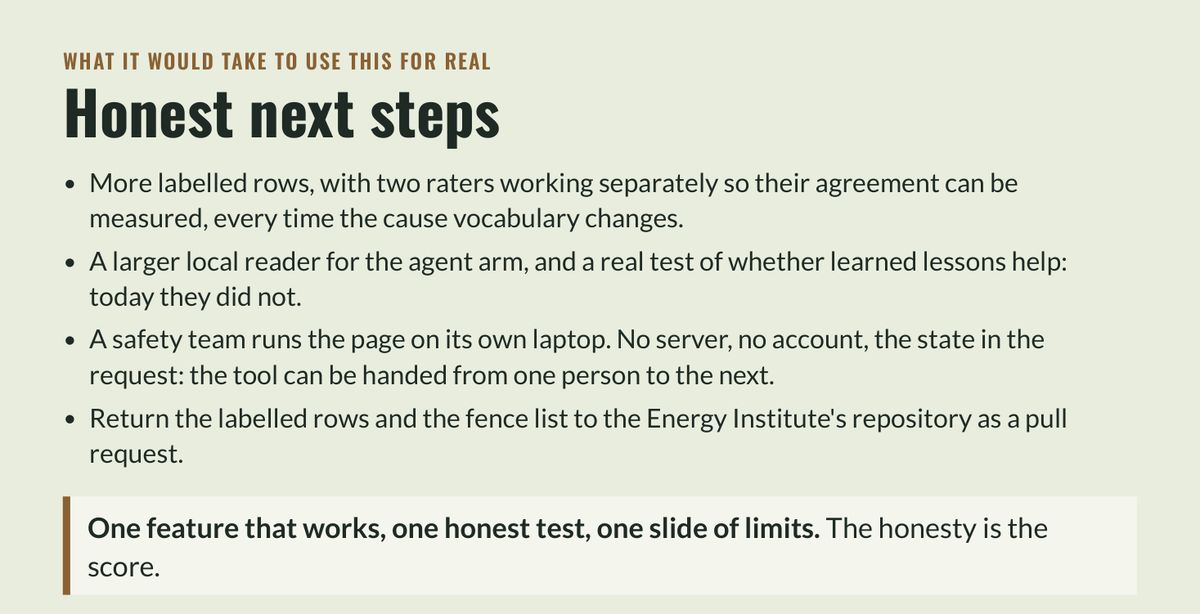 WHAT IT WOULD TAKE TO USE THIS FOR REAL
Honest next steps
• More labelled rows, with two raters working separately so their agreement can be
measured, every time the cause vocabulary changes.
• A larger local reader for the agent arm, and a real test of whether learned lessons help:
today they did not.
• A safety team runs the page on its own laptop. No server, no account, the state in the
request: the tool can be handed from one person to the next.
• Return the labelled rows and the fence list to the Energy Institute's repository as a pull
request.
One feature that works, one honest test, one slide of limits. The honesty is the
score.